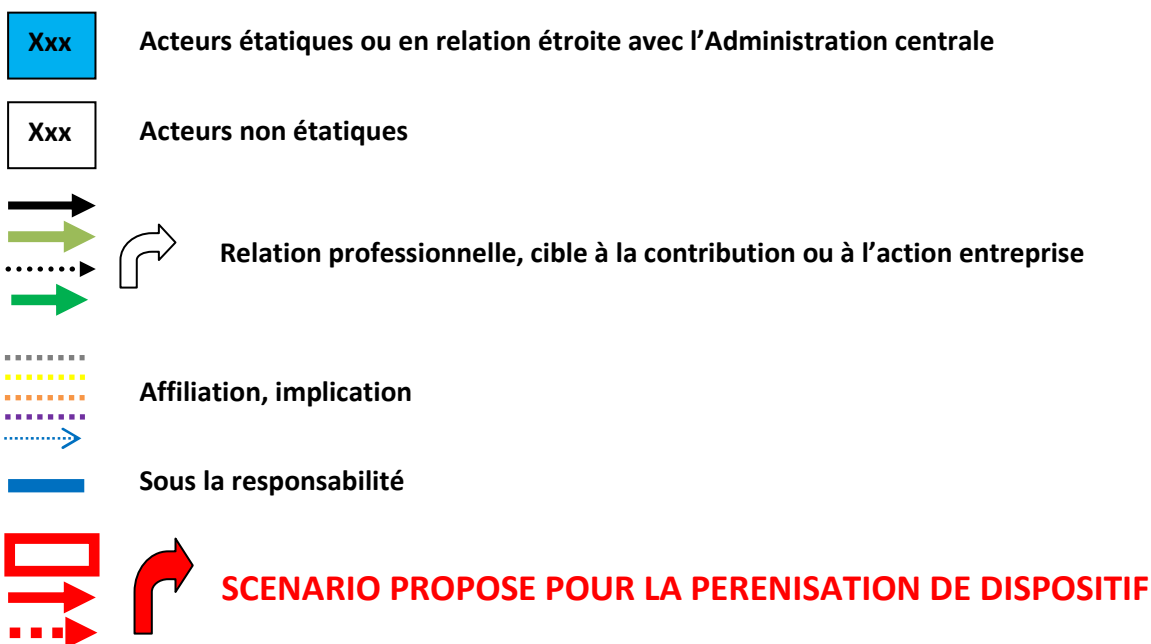 Xxx Acteurs étatiques ou en relation étroite avec l’Administration centrale
Xxx Acteurs non étatiques
Relation professionnelle, cible à la contribution ou à l’action entreprise
Affiliation, implication
Sous la responsabilité
SCENARIO PROPOSE POUR LA PERENISATION DE DISPOSITIF